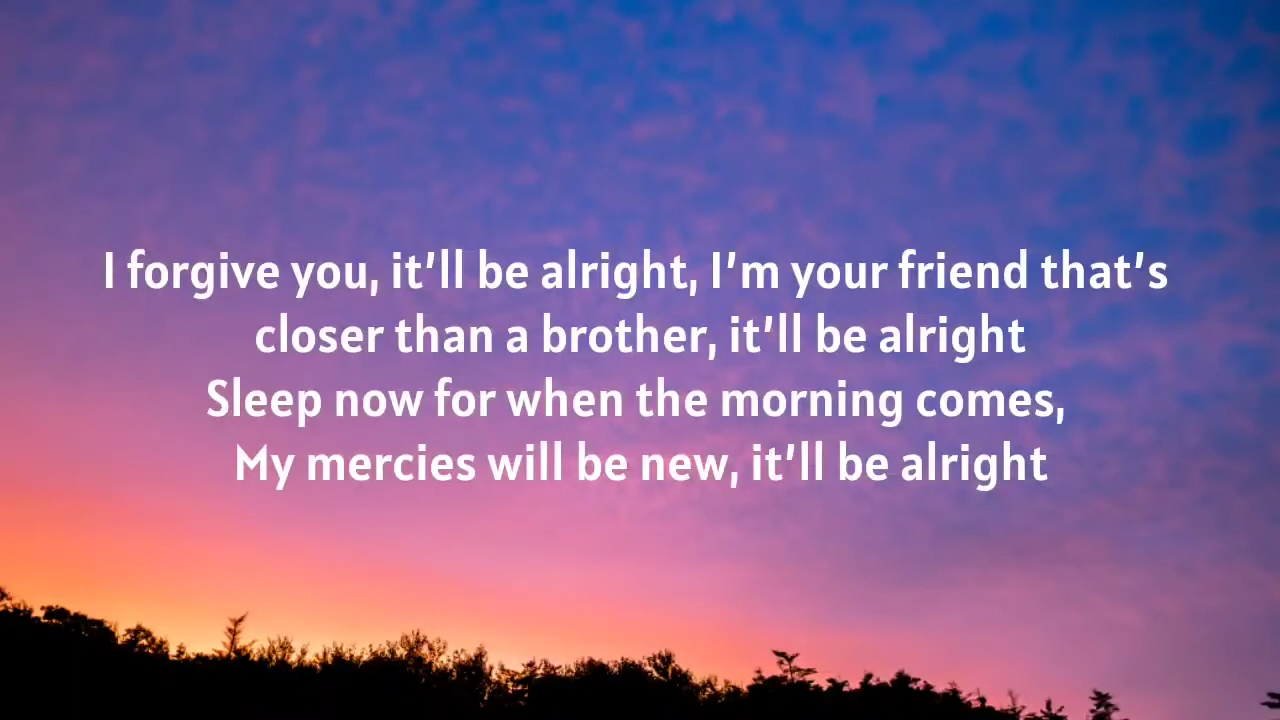 I forgive you, it'll be alright, I'm your friend that's
closer than a brother, it'll be alright
Sleep now for when the morning comes,
My mercies will be new, it'll be alright